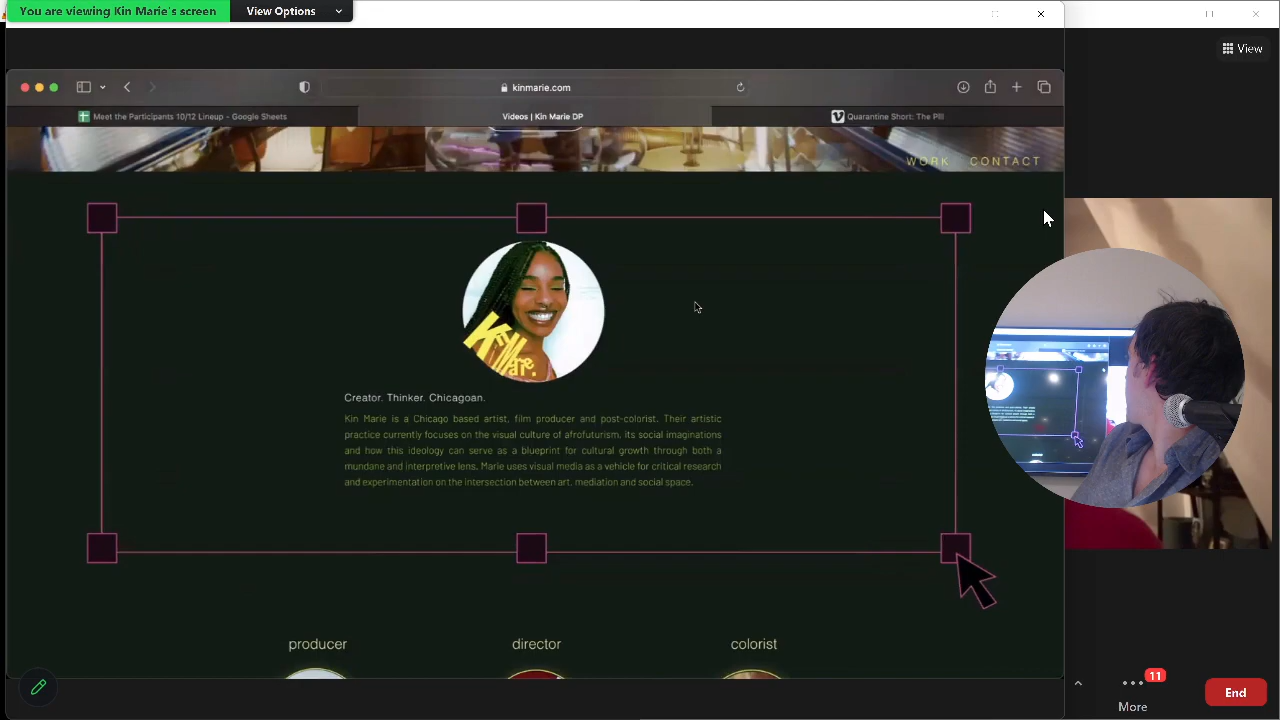 You are viewing Kin Marie's screen
View Options
View
kinmarie.com
Meet the Participants 10/12 Lineup - Google Sheets
Videos | Kin Marie DP
Quarantine Short: The Pill
WORK CONTACT
Kin Marie.
Creator. Thinker. Chicagoan.
Kin Marie is a Chicago based artist, film producer and post-colorist. Their artistic
practice currently focuses on the visual culture of afrofuturism, its social imaginations
and how this ideology can serve as a blueprint for cultural growth through both a
mundane and interpretive lens. Marie uses visual media as a vehicle for critical research
and experimentation on the intersection between art, mediation and social space.
producer
director
colorist
11
More
End